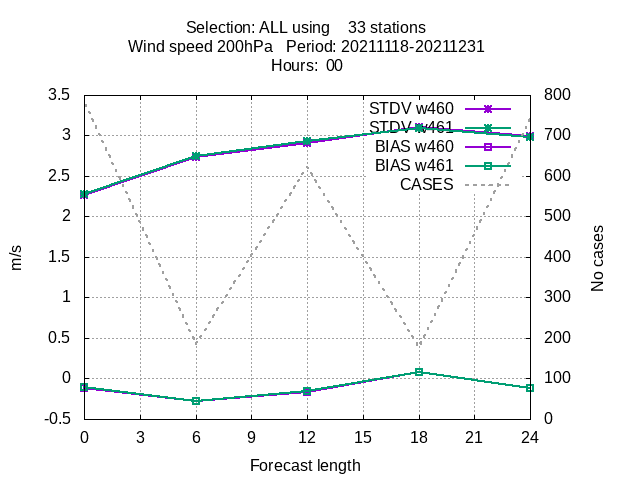 Selection: ALL using    33 stations
Wind speed 200hPa   Period: 20211118-20211231
Hours:  00
3.5
3
2.5
2
1.5
1
0.5
0
-0.5
800
700
600
500
400
300
200
100
0
STDV w460
STDV w461
BIAS w460
BIAS w461
CASES
m/s
No cases
0 3 6 9 12 15 18 21 24
Forecast length